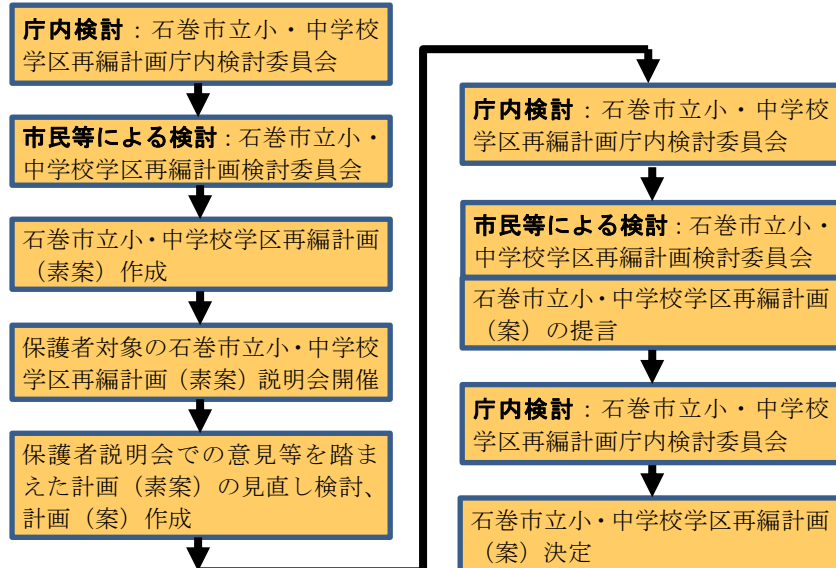 庁内検討：石巻市立小・中学校
学区再編計画庁内検討委員会
市民等による検討：石巻市立小・
中学校学区再編計画検討委員会
石巻市立小・中学校学区再編計画
（素案）作成
保護者対象の石巻市立小・中学校
学区再編計画（素案）説明会開催
保護者説明会での意見等を踏ま
えた計画（素案）の見直し検討、
計画（案）作成
庁内検討：石巻市立小・中学校
学区再編計画庁内検討委員会
市民等による検討：石巻市立小・
中学校学区再編計画検討委員会
石巻市立小・中学校学区再編計画
（案）の提言
庁内検討：石巻市立小・中学校
学区再編計画庁内検討委員会
石巻市立小・中学校学区再編計画
（案）決定